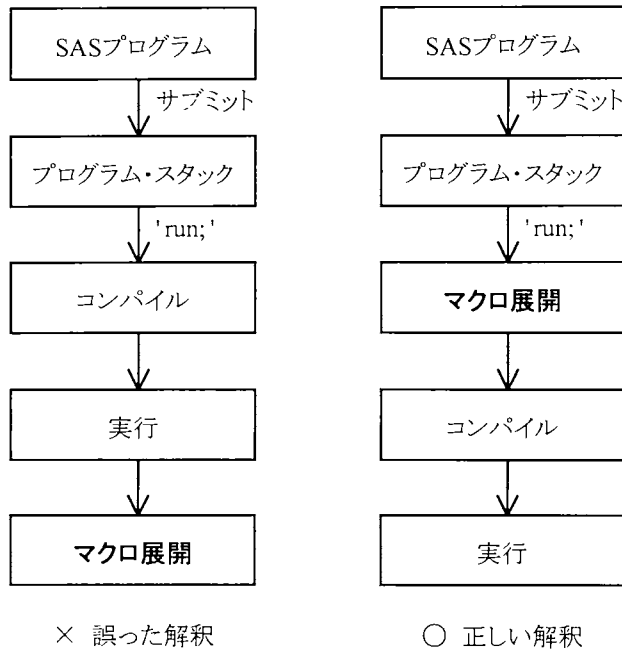 SASプログラム
サブミット
プログラム・スタック
'run;'
コンパイル
実行
マクロ展開
× 誤った解釈
SASプログラム
サブミット
プログラム・スタック
'run;'
マクロ展開
コンパイル
実行
○ 正しい解釈